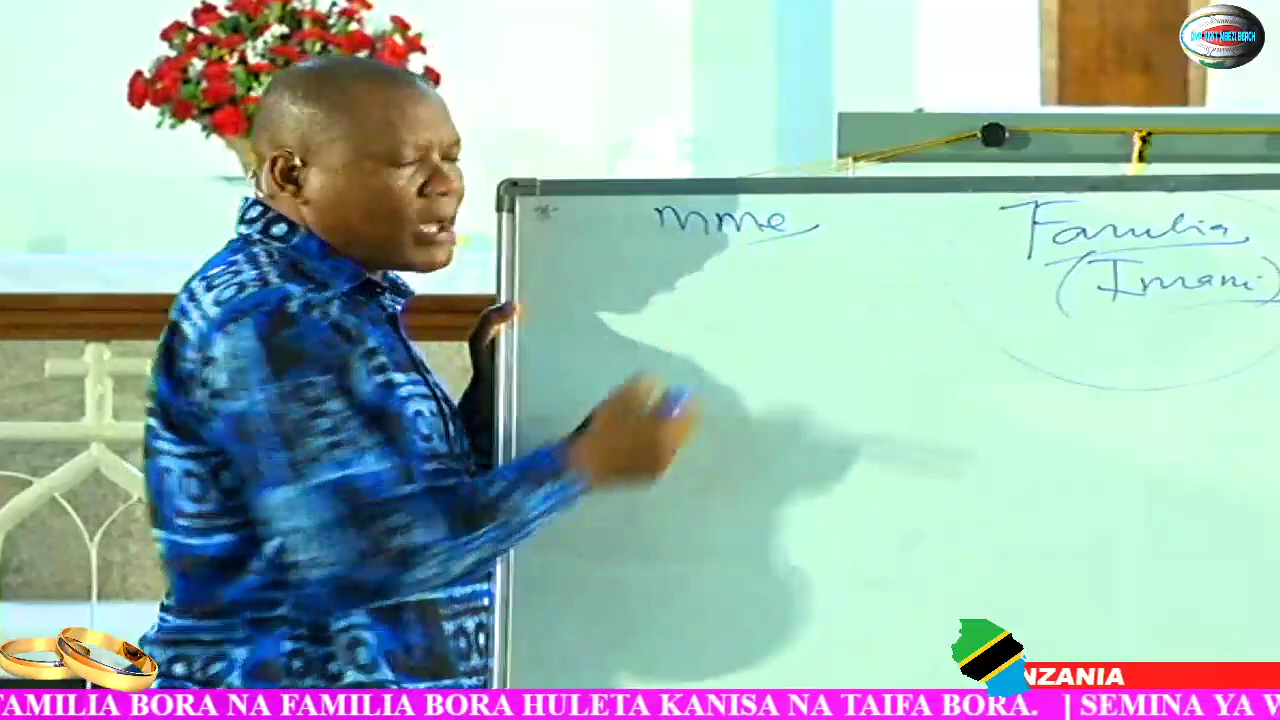 mme
Familia
(Imani)
NZANIA
FAMILIA BORA NA FAMILIA BORA HULETA KANISA NA TAIFA BORA. | SEMINA YA